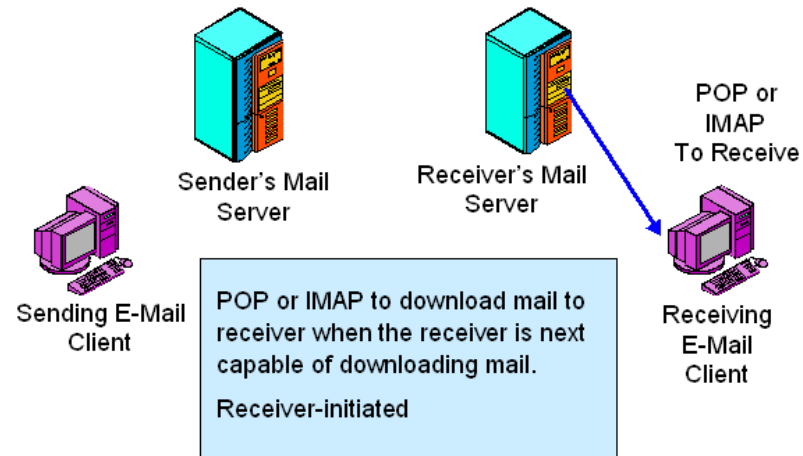 POP or
IMAP
To Receive
Sender's Mail
Server
Receiver's Mail
Server
Sending E-Mail
Client
POP or IMAP to download mail to
receiver when the receiver is next
capable of downloading mail.
Receiver-initiated
Receiving
E-Mail
Client